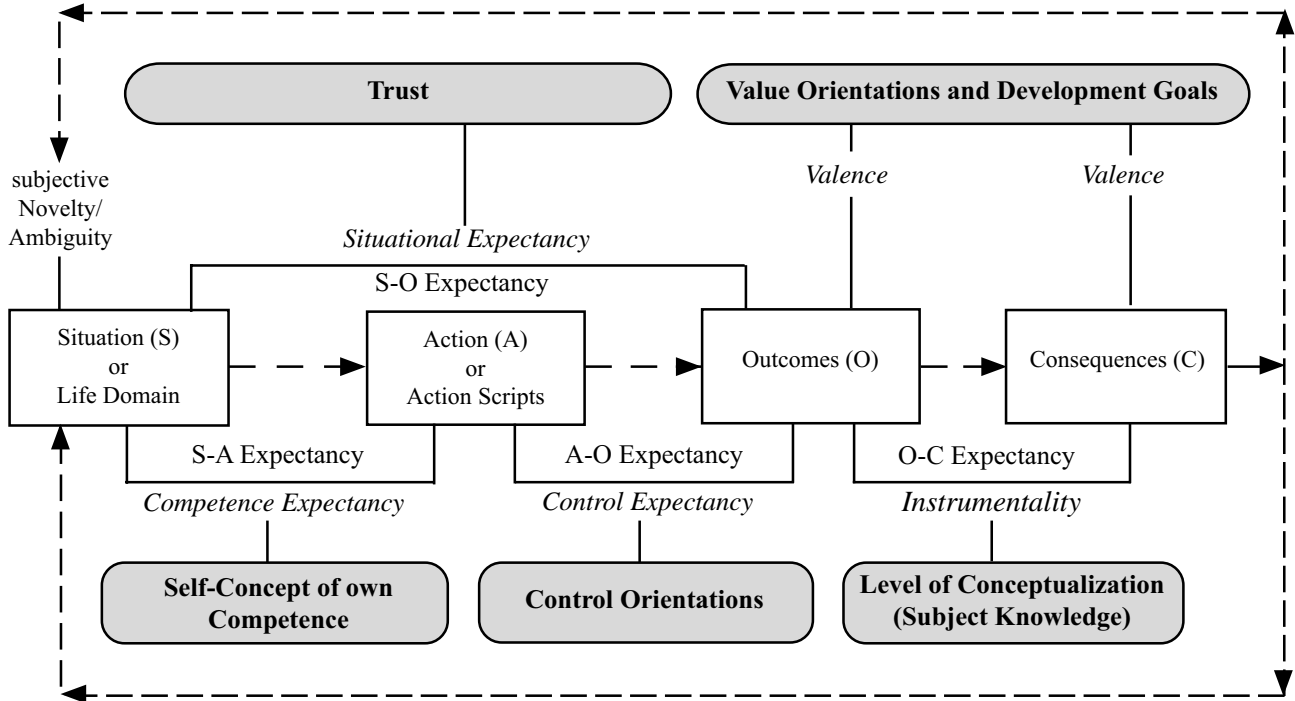 Trust
Value Orientations and Development Goals
subjective
Novelty/
Ambiguity
Valence
Valence
Situational Expectancy
S-O Expectancy
Situation (S)
or
Life Domain
Action (A)
or
Action Scripts
Outcomes (O)
Consequences (C)
S-A Expectancy
A-O Expectancy
O-C Expectancy
Competence Expectancy
Control Expectancy
Instrumentality
Self-Concept of own
Competence
Control Orientations
Level of Conceptualization
(Subject Knowledge)